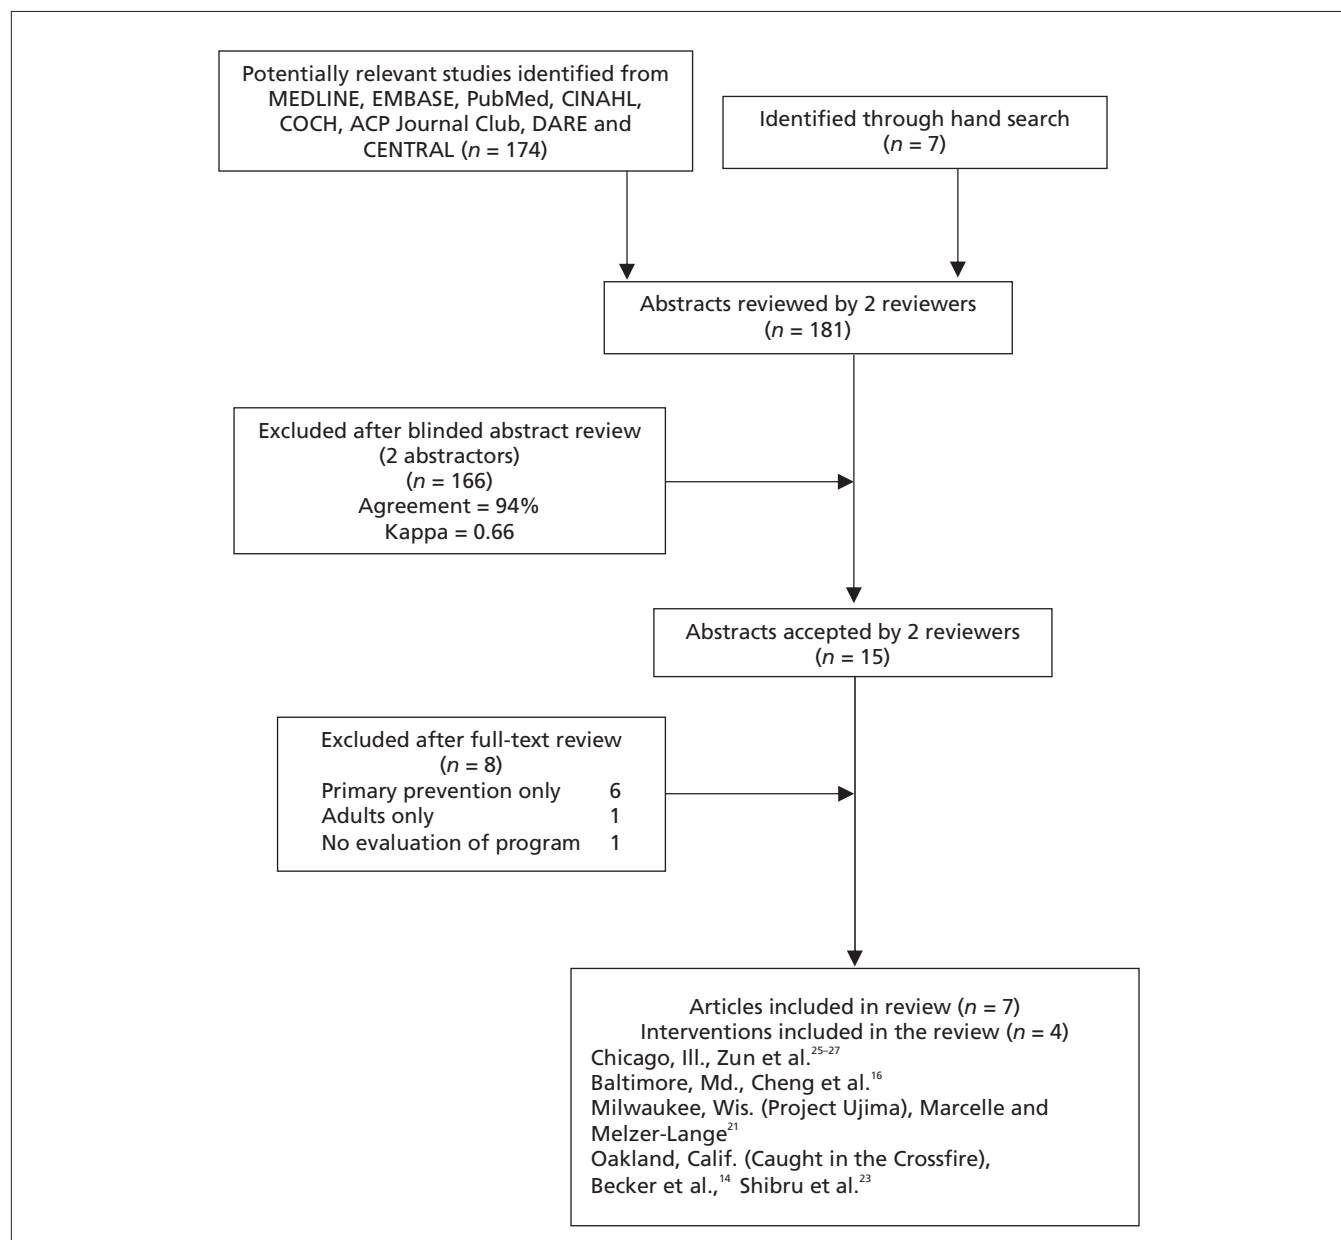 Potentially relevant studies identified from
MEDLINE, EMBASE, PubMed, CINAHL,
COCH, ACP Journal Club, DARE and
CENTRAL (n = 174)
Identified through hand search
(n = 7)
Abstracts reviewed by 2 reviewers
(n = 181)
Excluded after blinded abstract review
(2 abstractors)
(n = 166)
Agreement = 94%
Kappa = 0.66
Abstracts accepted by 2 reviewers
(n = 15)
Excluded after full-text review
(n = 8)
Primary prevention only 6
Adults only 1
No evaluation of program 1
Articles included in review (n = 7)
Interventions included in the review (n = 4)
Chicago, Ill., Zun et al.25–27
Baltimore, Md., Cheng et al.16
Milwaukee, Wis. (Project Ujima), Marcelle and
Melzer-Lange21
Oakland, Calif. (Caught in the Crossfire),
Becker et al.,14 Shibru et al.23